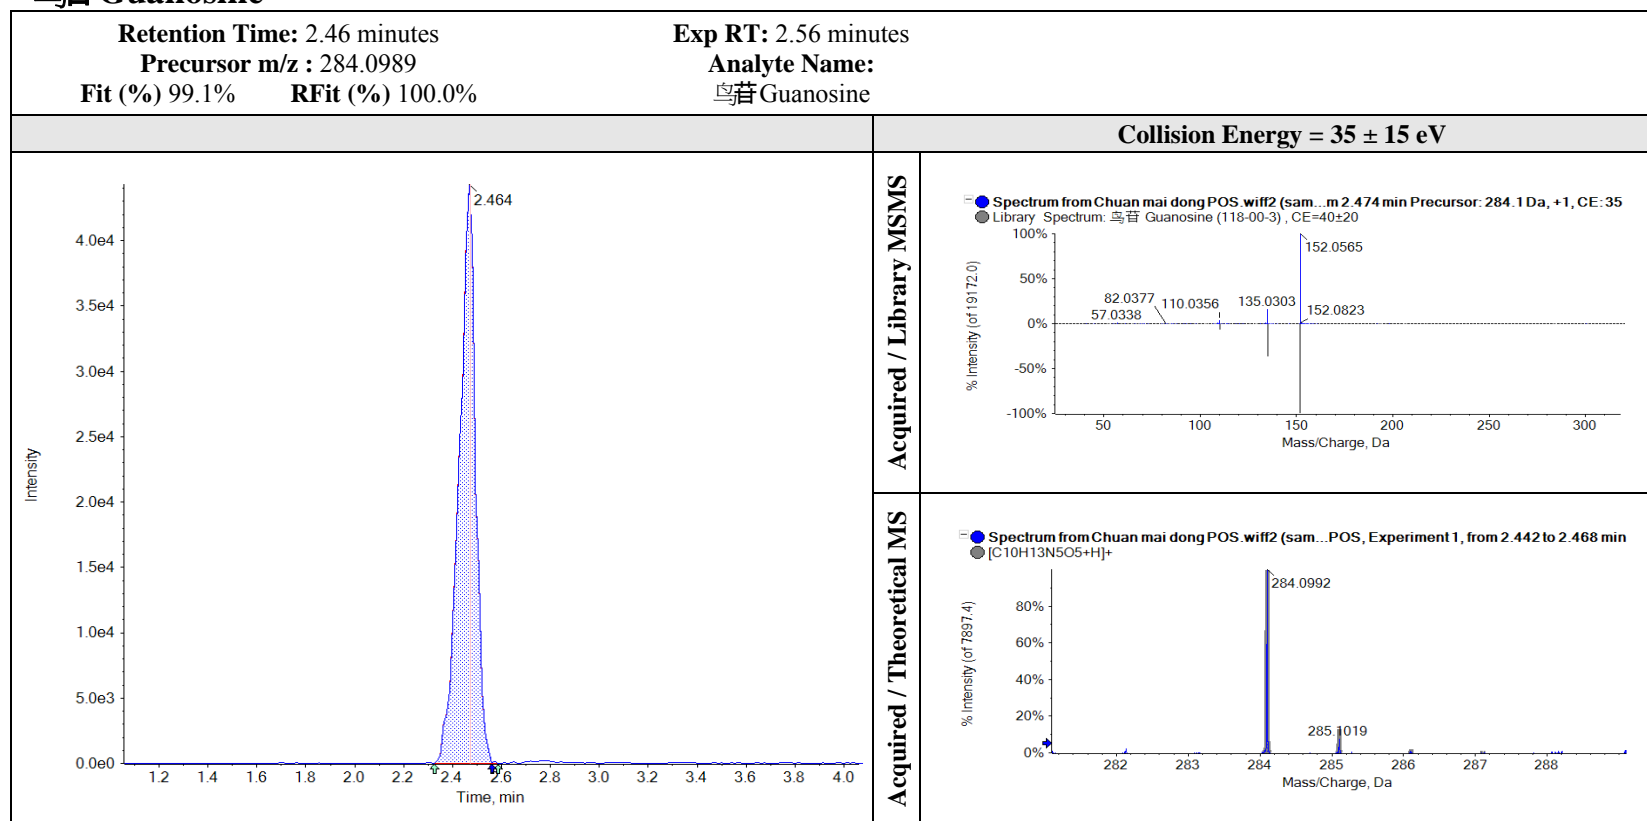 Guanosine
Retention Time: 2.46 minutes
Precursor m/z : 284.0989
Fit (%) 99.1% RFit (%) 100.0%
Exp RT: 2.56 minutes
Analyte Name:
鸟苷Guanosine
Collision Energy = 35 ± 15 eV
2.464
4.0e4
3.5e4
3.0e4
2.5e4
2.0e4
1.5e4
1.0e4
5.0e3
0.0e0
Intensity
1.2 1.4 1.6 1.8 2.0 2.2 2.4 2.6 2.8 3.0 3.2 3.4 3.6 3.8 4.0
Time, min
Acquired / Library MSMS
Spectrum from Chuan mai dong POS.wiff2 (sam...m 2.474 min Precursor: 284.1 Da, +1, CE: 35
Library Spectrum: 鸟苷 Guanosine (118-00-3) , CE=40±20
100%
50%
0%
-50%
-100%
% Intensity (of 19172.0)
152.0565
82.0377
110.0356
135.0303
57.0338
152.0823
50 100 150 200 250 300
Mass/Charge, Da
Acquired / Theoretical MS
Spectrum from Chuan mai dong POS.wiff2 (sam...POS, Experiment 1, from 2.442 to 2.468 min
[C10H13N5O5+H]+
80%
60%
40%
20%
0%
% Intensity (of 7897.4)
284.0992
285.1019
282 283 284 285 286 287 288
Mass/Charge, Da